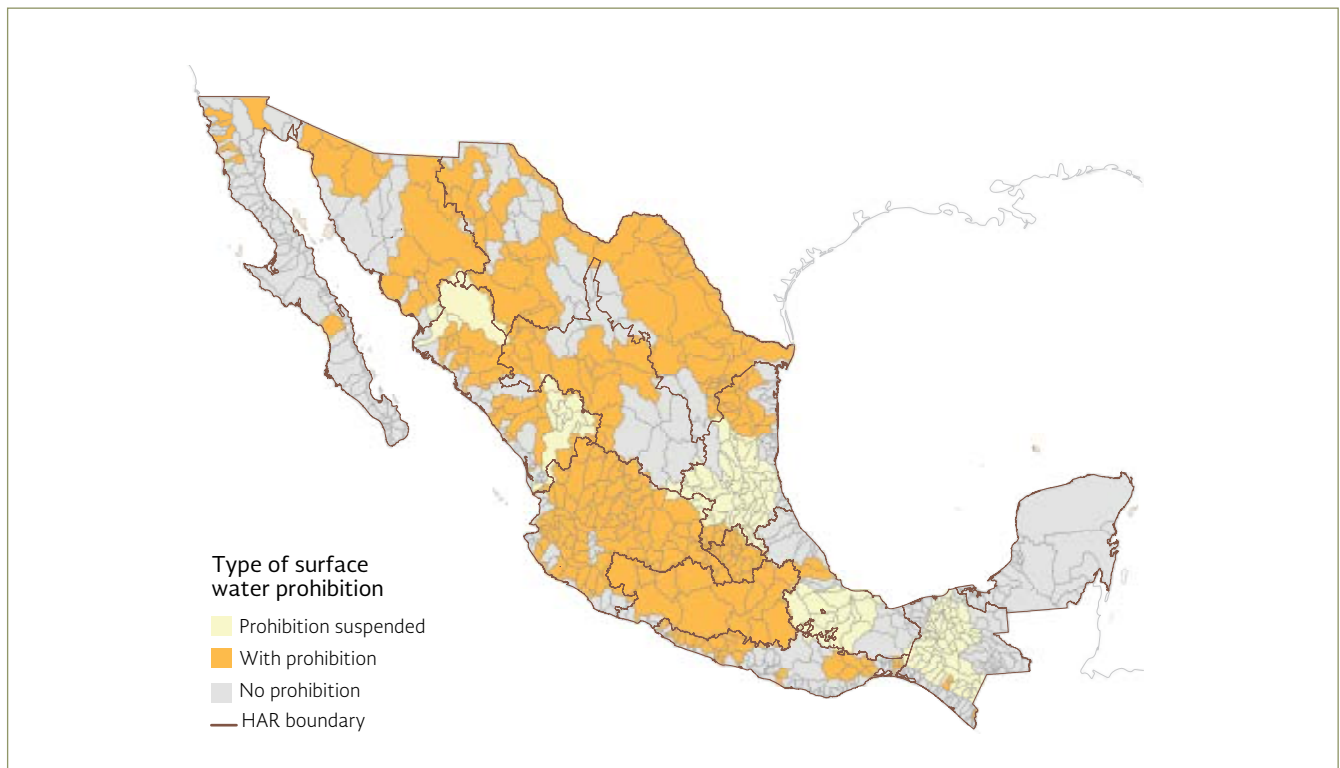 Type of surface
water prohibition
Prohibition suspended
With prohibition
No prohibition
HAR boundary